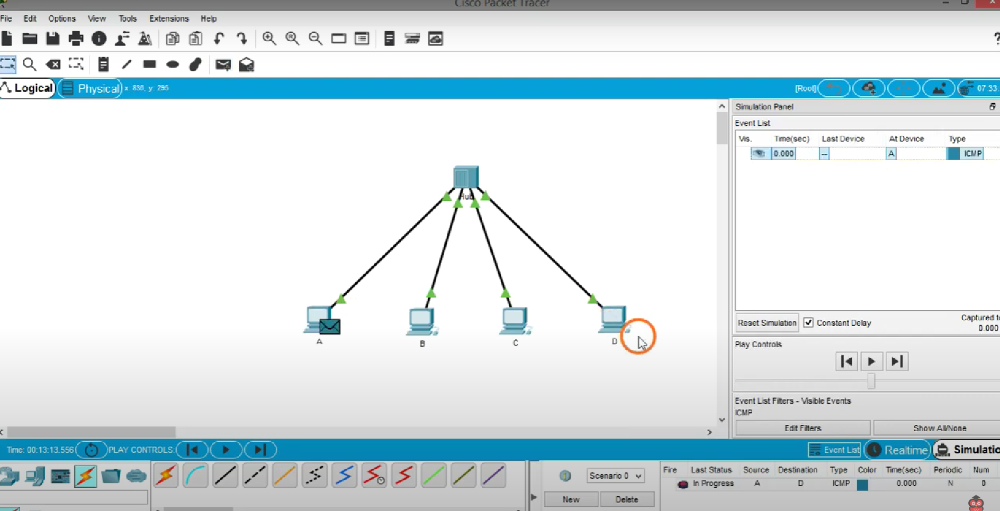 Cisco Packet Tracer
File Edit Options View Tools Extensions Help
Logical Physical x: 838, y: 295 [Root] 07:33:
Simulation Panel
Event List
Vis. Time(sec) Last Device At Device Type
0.000 -- A ICMP
Hub
A B C D
Reset Simulation Constant Delay Captured to
0.000
Play Controls
Event List Filters - Visible Events
ICMP
Edit Filters Show All/None
Time: 00:13:13.556 PLAY CONTROLS: Event List Realtime Simulatio
Scenario 0 Fire Last Status Source Destination Type Color Time(sec) Periodic Num
In Progress A D ICMP 0.000 N 0
New Delete